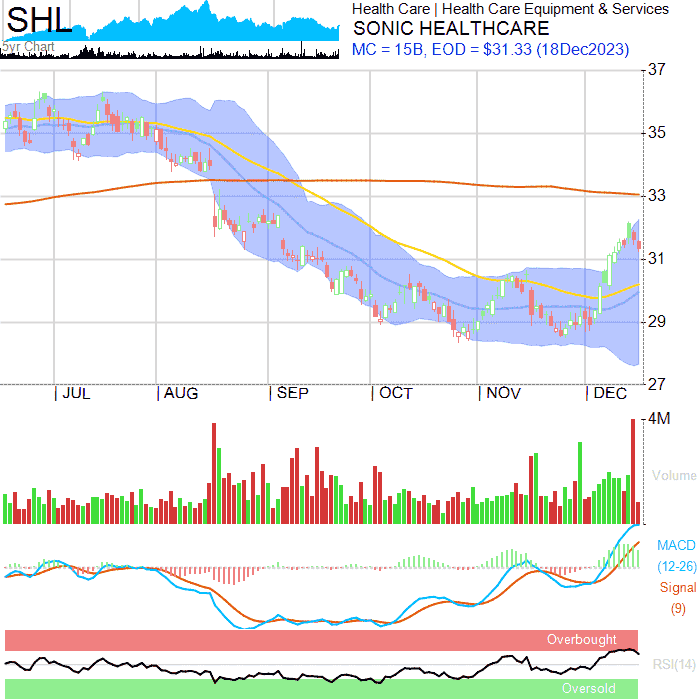 SHL
5yr Chart
Health Care | Health Care Equipment & Services
SONIC HEALTHCARE
MC = 15B, EOD = $31.33 (18Dec2023)
37
35
33
31
29
27
| JUL | AUG | SEP | OCT | NOV | DEC
4M
Volume
MACD
(12-26)
Signal
(9)
Overbought
RSI(14)
Oversold